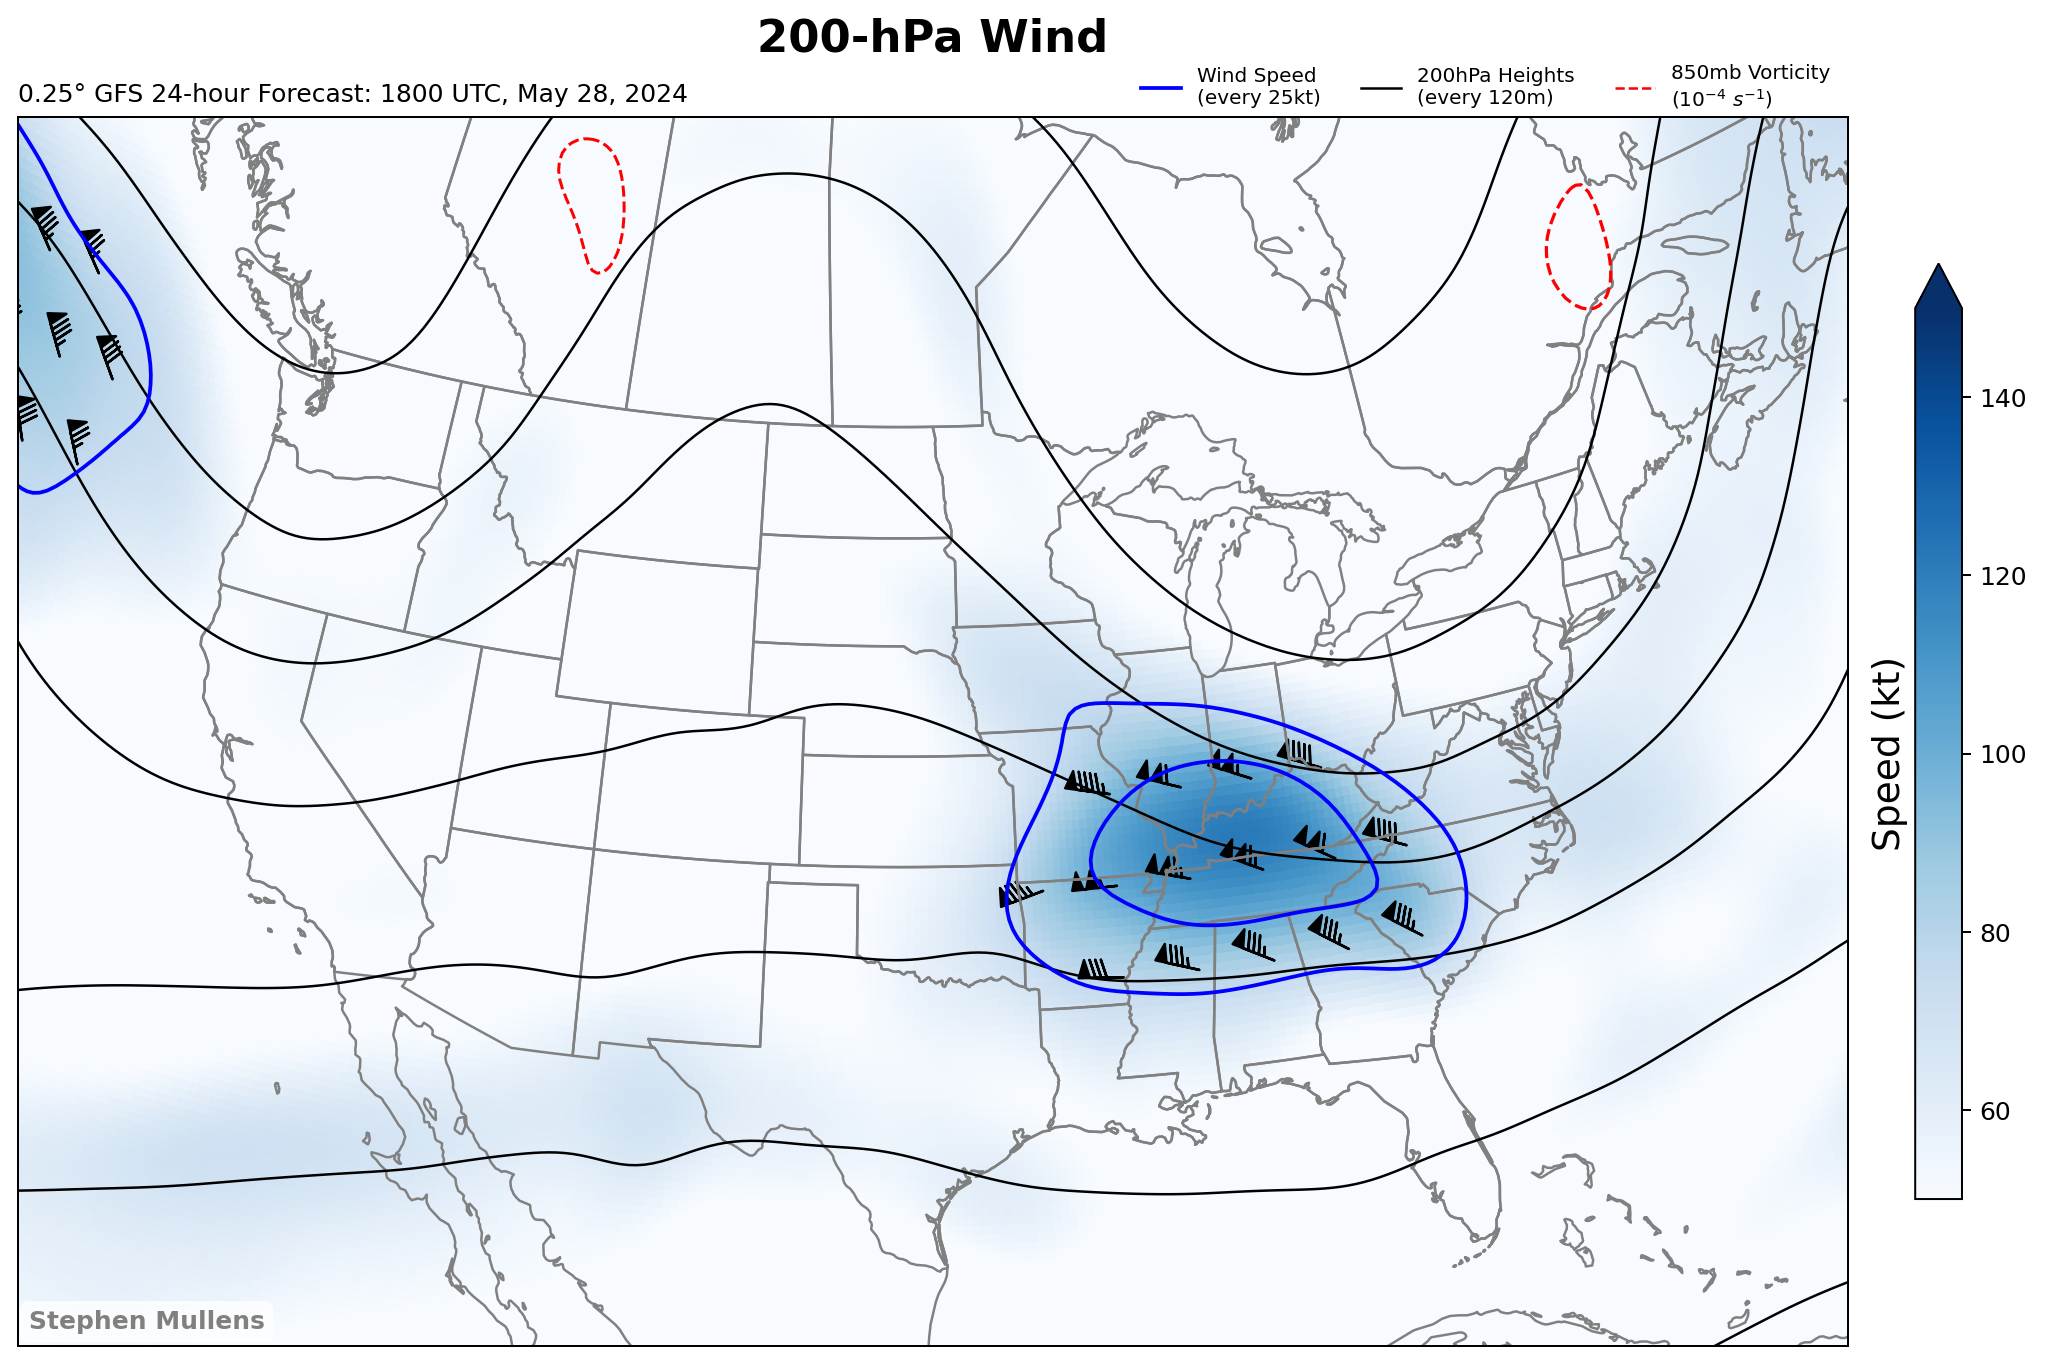 200-hPa Wind
0.25° GFS 24-hour Forecast: 1800 UTC, May 28, 2024
Wind Speed
(every 25kt)
200hPa Heights
(every 120m)
850mb Vorticity
(10⁻⁴ s⁻¹)
140
120
100
80
60
Speed (kt)
Stephen Mullens